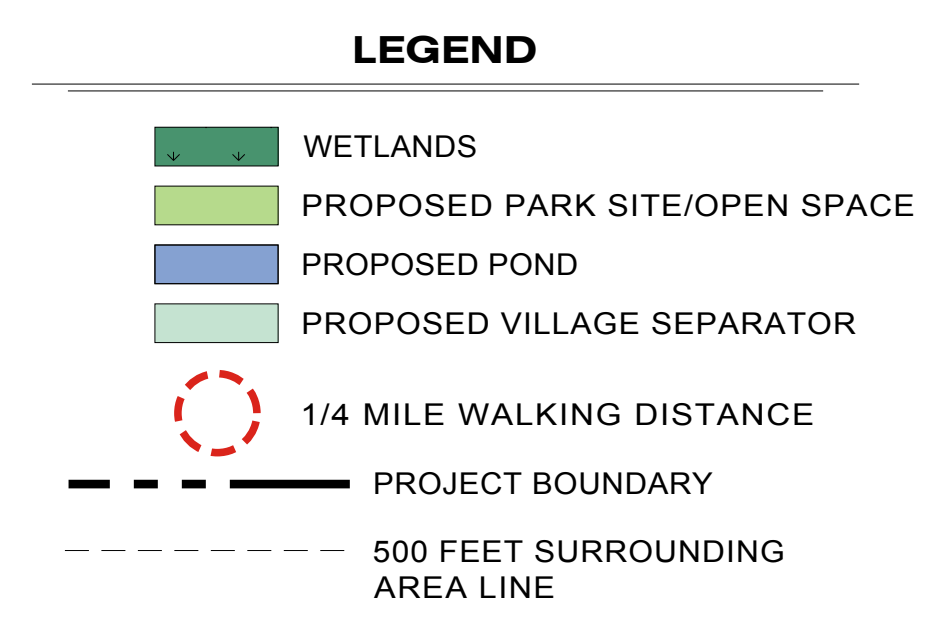 LEGEND
WETLANDS
PROPOSED PARK SITE/OPEN SPACE
PROPOSED POND
PROPOSED VILLAGE SEPARATOR
1/4 MILE WALKING DISTANCE
PROJECT BOUNDARY
500 FEET SURROUNDING
AREA LINE